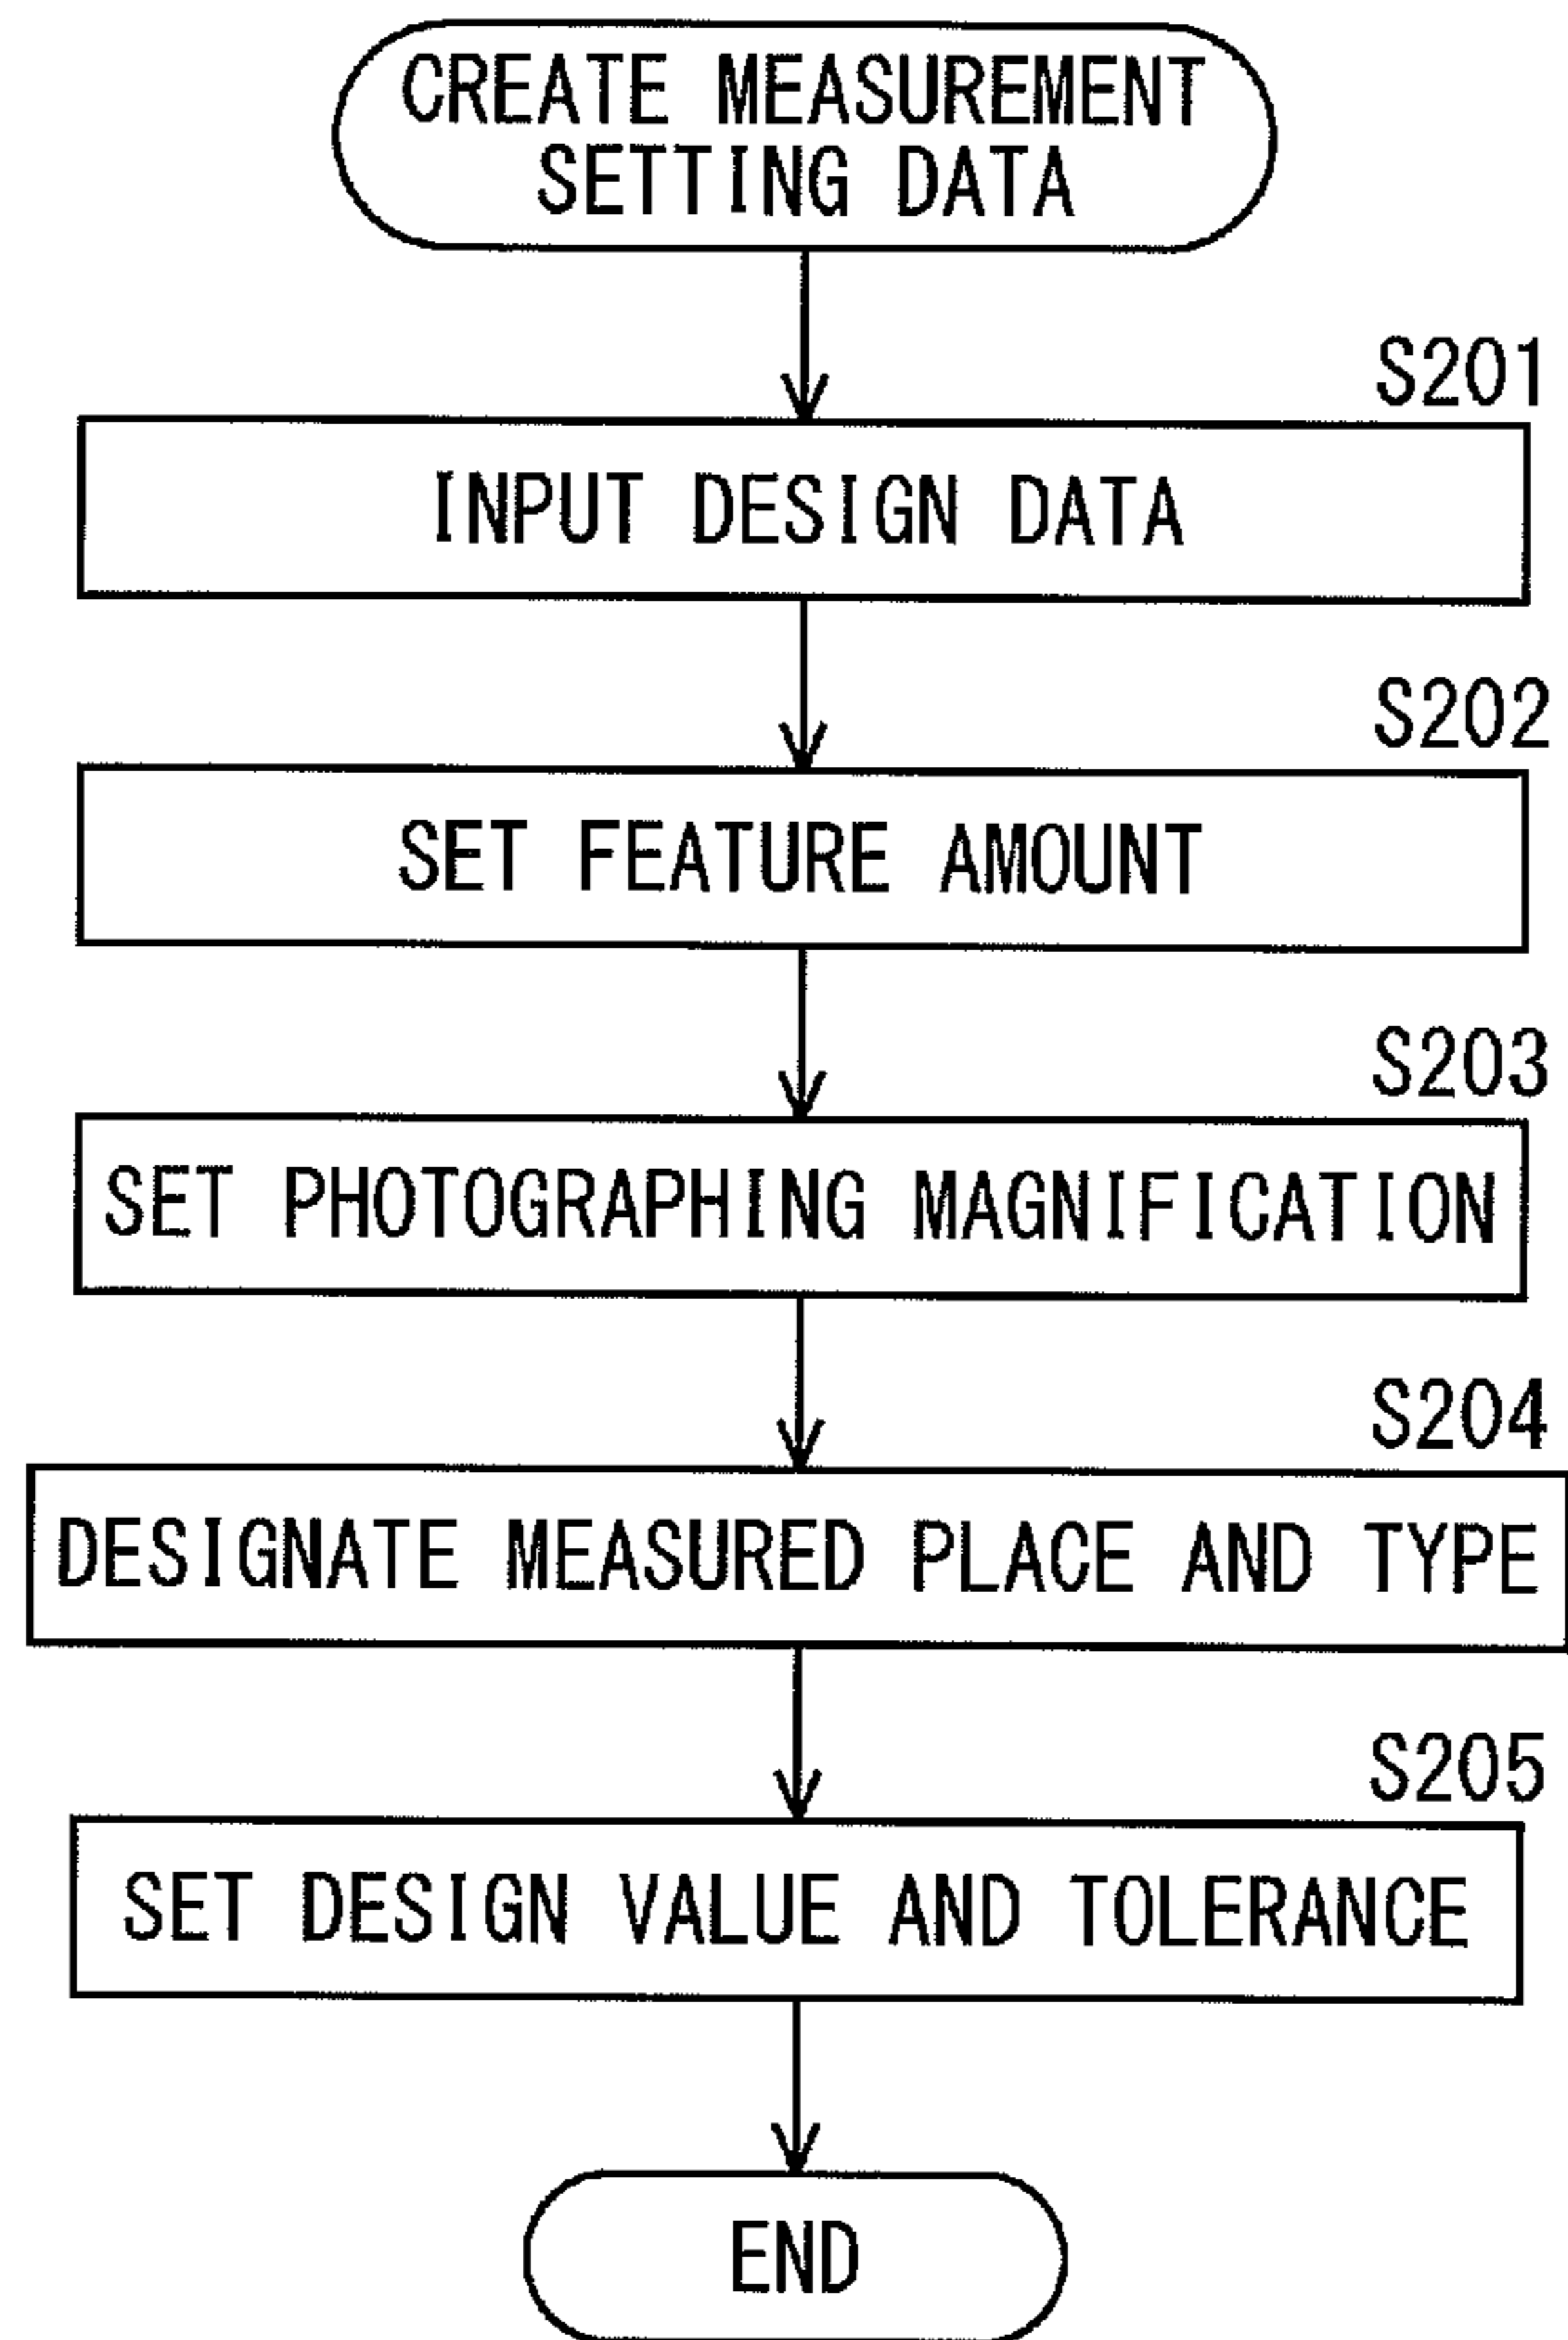 CREATE MEASUREMENT
SETTING DATA
S201
INPUT DESIGN DATA
S202
SET FEATURE AMOUNT
S203
SET PHOTOGRAPHING MAGNIFICATION
S204
DESIGNATE MEASURED PLACE AND TYPE
S205
SET DESIGN VALUE AND TOLERANCE
END